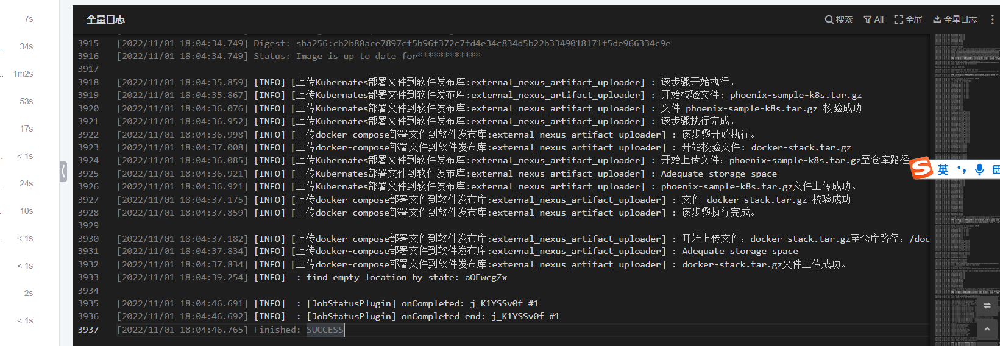 7s
34s
1m2s
53s
17s
< 1s
24s
10s
< 1s
< 1s
2s
< 1s
全量日志
搜索 All 全屏 全量日志
3915 [2022/11/01 18:04:34.749] Digest: sha256:cb2b80ace7897cf5b96f372c7fd4e34c834d5b22b3349018171f5de966334c9e
3916 [2022/11/01 18:04:34.749] Status: Image is up to date for************
3917
3918 [2022/11/01 18:04:35.859] [INFO] [上传Kubernates部署文件到软件发布库:external_nexus_artifact_uploader] : 该步骤开始执行。
3919 [2022/11/01 18:04:35.867] [INFO] [上传Kubernates部署文件到软件发布库:external_nexus_artifact_uploader] : 开始校验文件: phoenix-sample-k8s.tar.gz
3920 [2022/11/01 18:04:36.076] [INFO] [上传Kubernates部署文件到软件发布库:external_nexus_artifact_uploader] : 文件 phoenix-sample-k8s.tar.gz 校验成功
3921 [2022/11/01 18:04:36.952] [INFO] [上传Kubernates部署文件到软件发布库:external_nexus_artifact_uploader] : 该步骤执行完成。
3922 [2022/11/01 18:04:36.998] [INFO] [上传docker-compose部署文件到软件发布库:external_nexus_artifact_uploader] : 该步骤开始执行。
3923 [2022/11/01 18:04:37.008] [INFO] [上传docker-compose部署文件到软件发布库:external_nexus_artifact_uploader] : 开始校验文件: docker-stack.tar.gz
3924 [2022/11/01 18:04:36.085] [INFO] [上传Kubernates部署文件到软件发布库:external_nexus_artifact_uploader] : 开始上传文件: phoenix-sample-k8s.tar.gz至仓库路径
3925 [2022/11/01 18:04:36.921] [INFO] [上传Kubernates部署文件到软件发布库:external_nexus_artifact_uploader] : Adequate storage space
3926 [2022/11/01 18:04:36.921] [INFO] [上传Kubernates部署文件到软件发布库:external_nexus_artifact_uploader] : phoenix-sample-k8s.tar.gz文件上传成功。
3927 [2022/11/01 18:04:37.175] [INFO] [上传docker-compose部署文件到软件发布库:external_nexus_artifact_uploader] : 文件 docker-stack.tar.gz 校验成功
3928 [2022/11/01 18:04:37.859] [INFO] [上传docker-compose部署文件到软件发布库:external_nexus_artifact_uploader] : 该步骤执行完成。
3929
3930 [2022/11/01 18:04:37.182] [INFO] [上传docker-compose部署文件到软件发布库:external_nexus_artifact_uploader] : 开始上传文件: docker-stack.tar.gz至仓库路径: /doc
3931 [2022/11/01 18:04:37.834] [INFO] [上传docker-compose部署文件到软件发布库:external_nexus_artifact_uploader] : Adequate storage space
3932 [2022/11/01 18:04:37.834] [INFO] [上传docker-compose部署文件到软件发布库:external_nexus_artifact_uploader] : docker-stack.tar.gz文件上传成功。
3933 [2022/11/01 18:04:39.254] [INFO] : find empty location by state: aOEwcgZx
3934
3935 [2022/11/01 18:04:46.691] [INFO] : [JobStatusPlugin] onCompleted: j_K1YSSv0f #1
3936 [2022/11/01 18:04:46.692] [INFO] : [JobStatusPlugin] onCompleted end: j_K1YSSv0f #1
3937 [2022/11/01 18:04:46.765] Finished: SUCCESS
S 英